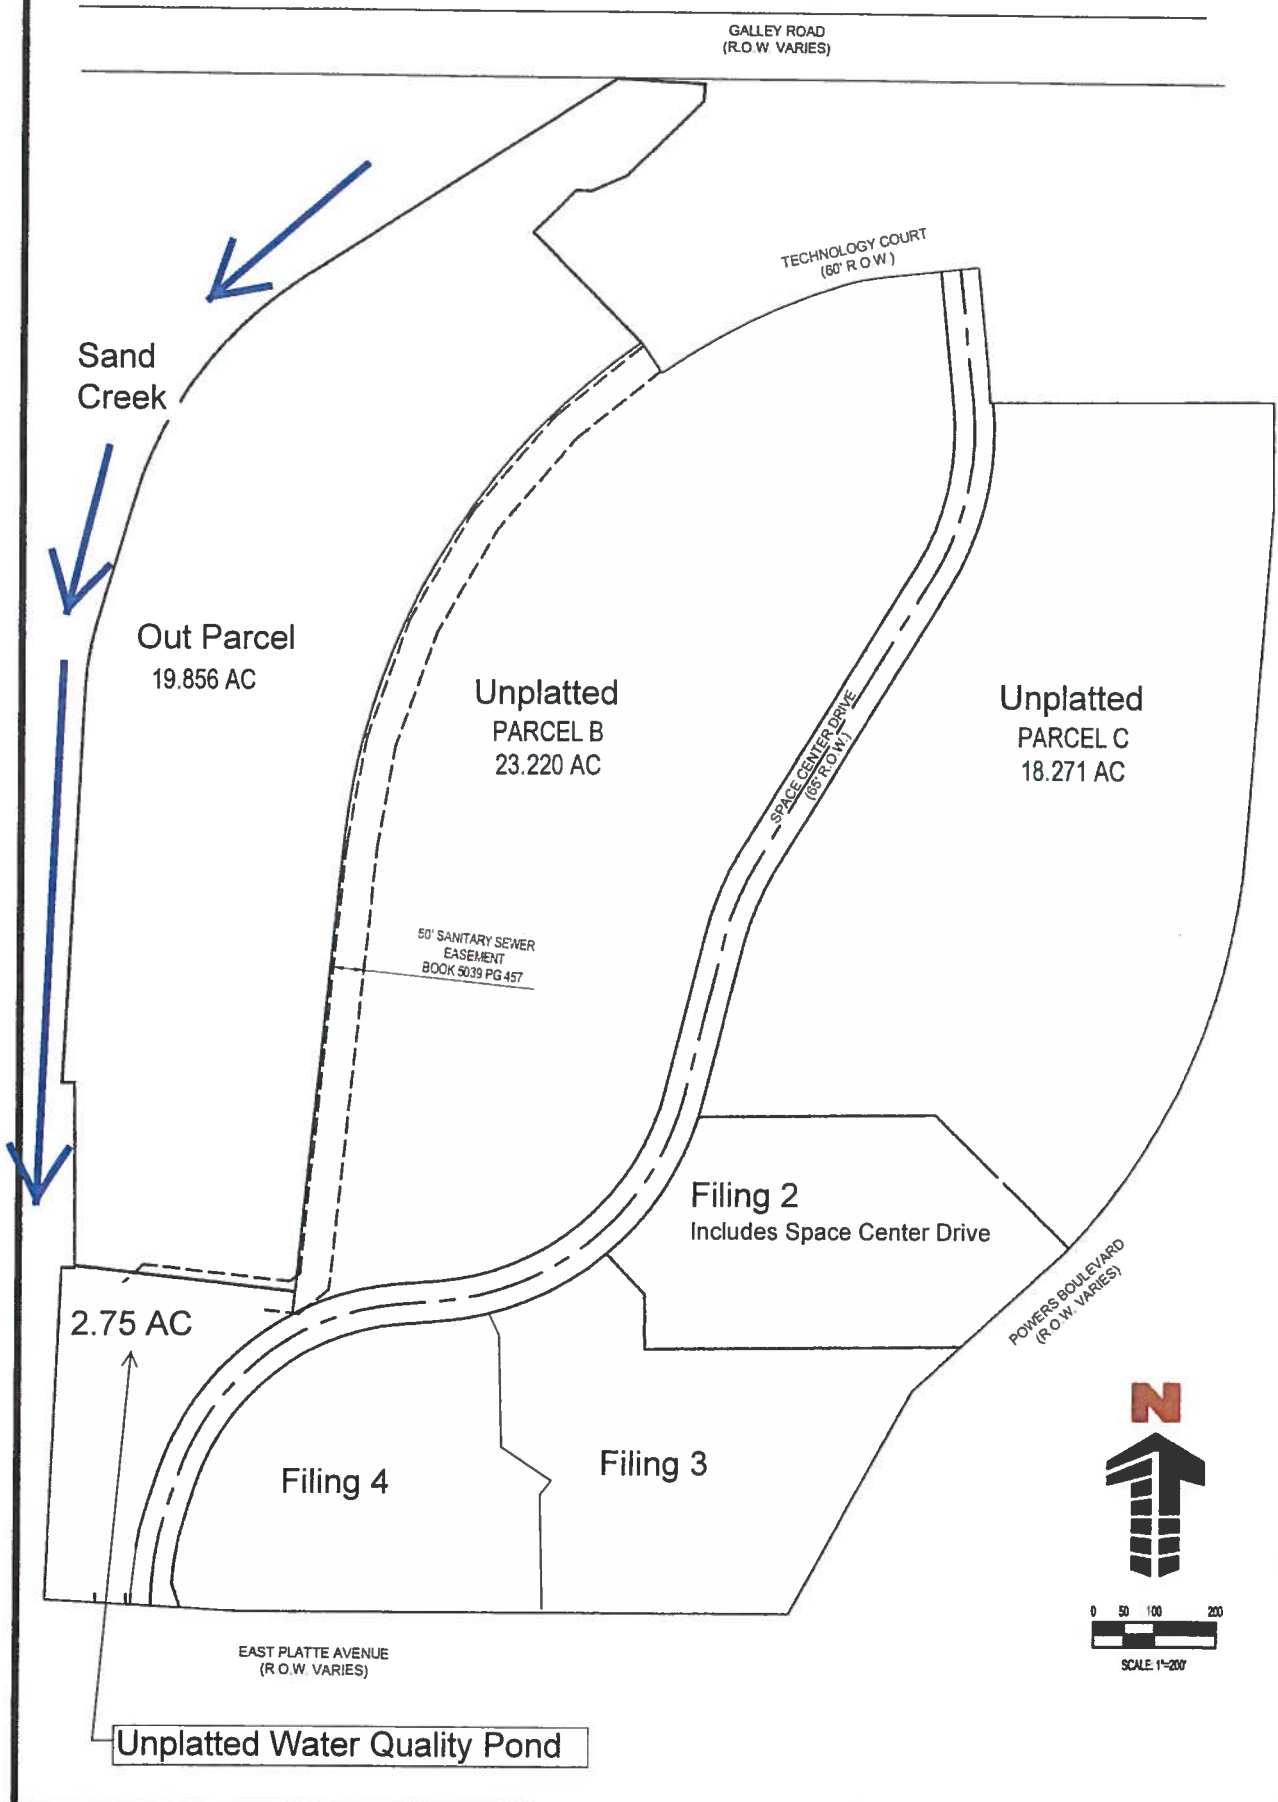 GALLEY ROAD
(R.O.W. VARIES)
TECHNOLOGY COURT
(60' R.O.W.)
Sand
Creek
Out Parcel
19.856 AC
Unplatted
PARCEL B
23.220 AC
SPACE CENTER DRIVE
(65' R.O.W.)
Unplatted
PARCEL C
18.271 AC
50' SANITARY SEWER
EASEMENT
BOOK 5039 PG 457
Filing 2
Includes Space Center Drive
POWERS BOULEVARD
(R.O.W. VARIES)
2.75 AC
Filing 4
Filing 3
N
0 50 100 200
SCALE: 1"=200'
EAST PLATTE AVENUE
(R.O.W. VARIES)
Unplatted Water Quality Pond